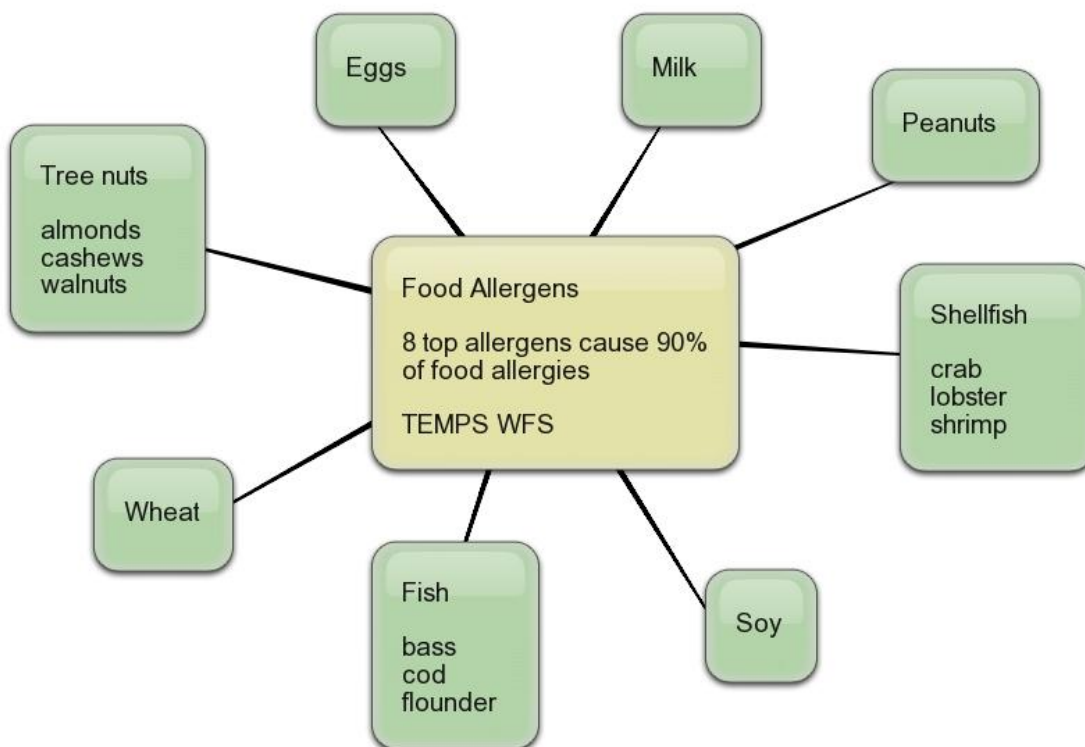 Eggs
Milk
Peanuts
Tree nuts
almonds
cashews
walnuts
Food Allergens
8 top allergens cause 90%
of food allergies
TEMPS WFS
Shellfish
crab
lobster
shrimp
Wheat
Fish
bass
cod
flounder
Soy